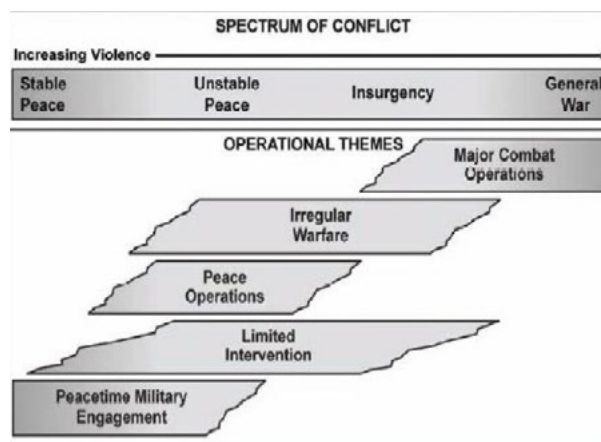 SPECTRUM OF CONFLICT
Increasing Violence
Stable Peace
Unstable Peace
Insurgency
General War
OPERATIONAL THEMES
Major Combat
Operations
Irregular
Warfare
Peace
Operations
Limited
Intervention
Peacetime Military
Engagement